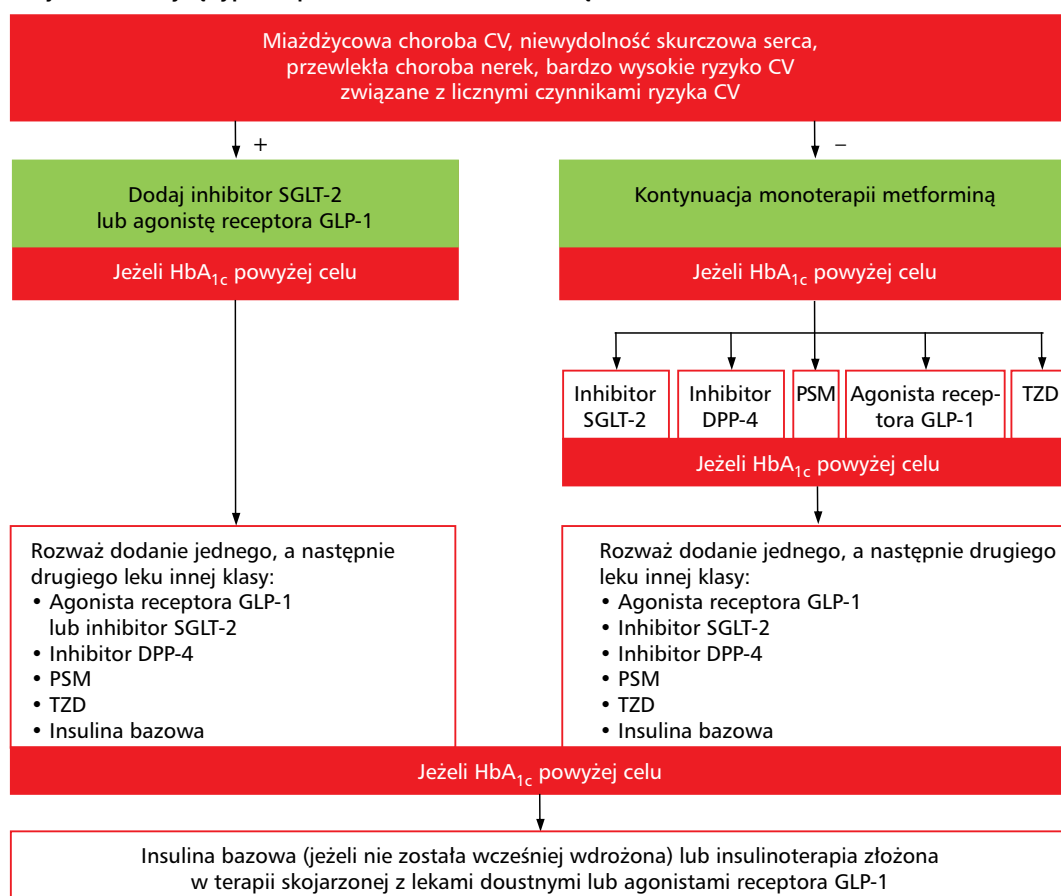 Miażdżycowa choroba CV, niewydolność skurczowa serca,
przewlekła choroba nerek, bardzo wysokie ryzyko CV
związane z licznymi czynnikami ryzyka CV
+
–
Dodaj inhibitor SGLT-2
lub agonistę receptora GLP-1
Jeżeli HbA1c powyżej celu
Kontynuacja monoterapii metforminą
Jeżeli HbA1c powyżej celu
Inhibitor
SGLT-2
Inhibitor
DPP-4
PSM
Agonista recep-
tora GLP-1
TZD
Jeżeli HbA1c powyżej celu
Rozważ dodanie jednego, a następnie
drugiego leku innej klasy:
• Agonista receptora GLP-1
lub inhibitor SGLT-2
• Inhibitor DPP-4
• PSM
• TZD
• Insulina bazowa
Rozważ dodanie jednego, a następnie drugiego
leku innej klasy:
• Agonista receptora GLP-1
• Inhibitor SGLT-2
• Inhibitor DPP-4
• PSM
• TZD
• Insulina bazowa
Jeżeli HbA1c powyżej celu
Insulina bazowa (jeżeli nie została wcześniej wdrożona) lub insulinoterapia złożona
w terapii skojarzonej z lekami doustnymi lub agonistami receptora GLP-1